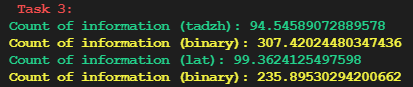 Task 3:
Count of information (tadzh): 94.54589072889578
Count of information (binary): 307.42024480347436
Count of information (lat): 99.3624125497598
Count of information (binary): 235.89530294200662